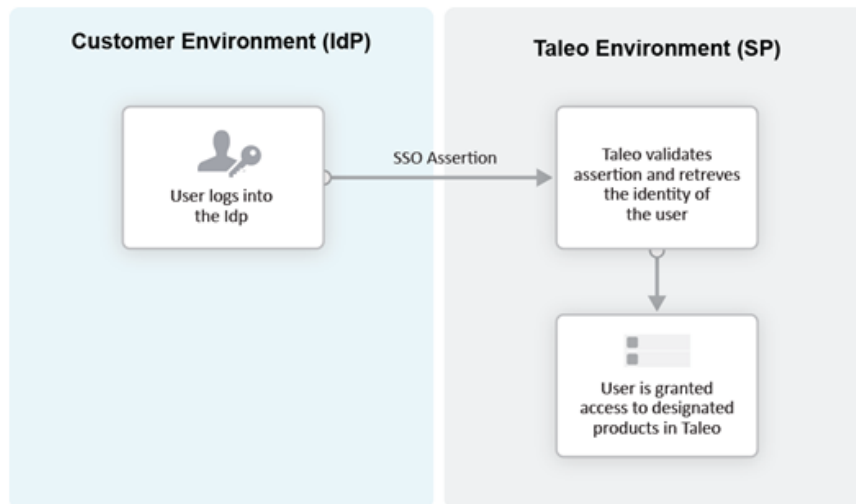 Customer Environment (IdP)
Taleo Environment (SP)
User logs into
the Idp
SSO Assertion
Taleo validates
assertion and retreves
the identity of
the user
User is granted
access to designated
products in Taleo